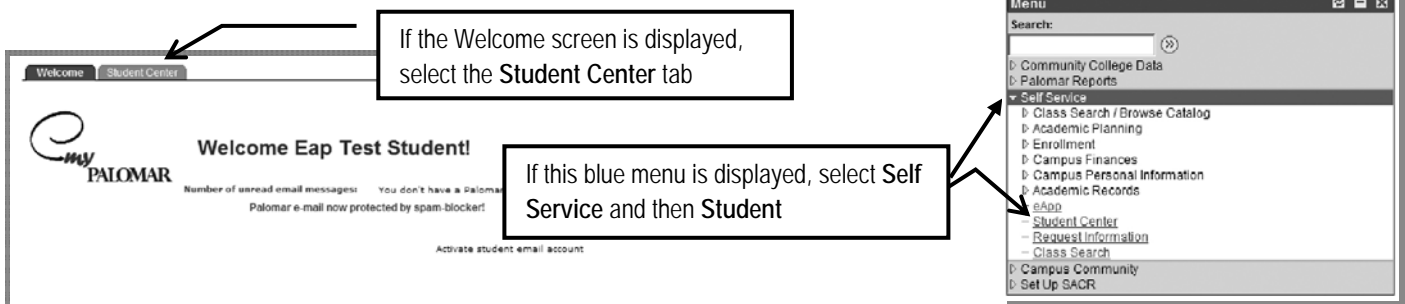 If the Welcome screen is displayed,
select the Student Center tab
Welcome Student Center
my
PALOMAR
Welcome Eap Test Student!
Number of unread email messages: You don't have a Paloma
Palomar e-mail now protected by spam-blocker!
Activate student email account
If this blue menu is displayed, select Self
Service and then Student
Menu
Search:
Community College Data
Palomar Reports
Self Service
Class Search / Browse Catalog
Academic Planning
Enrollment
Campus Finances
Campus Personal Information
Academic Records
eApp
Student Center
Request Information
Class Search
Campus Community
Set Up SACR